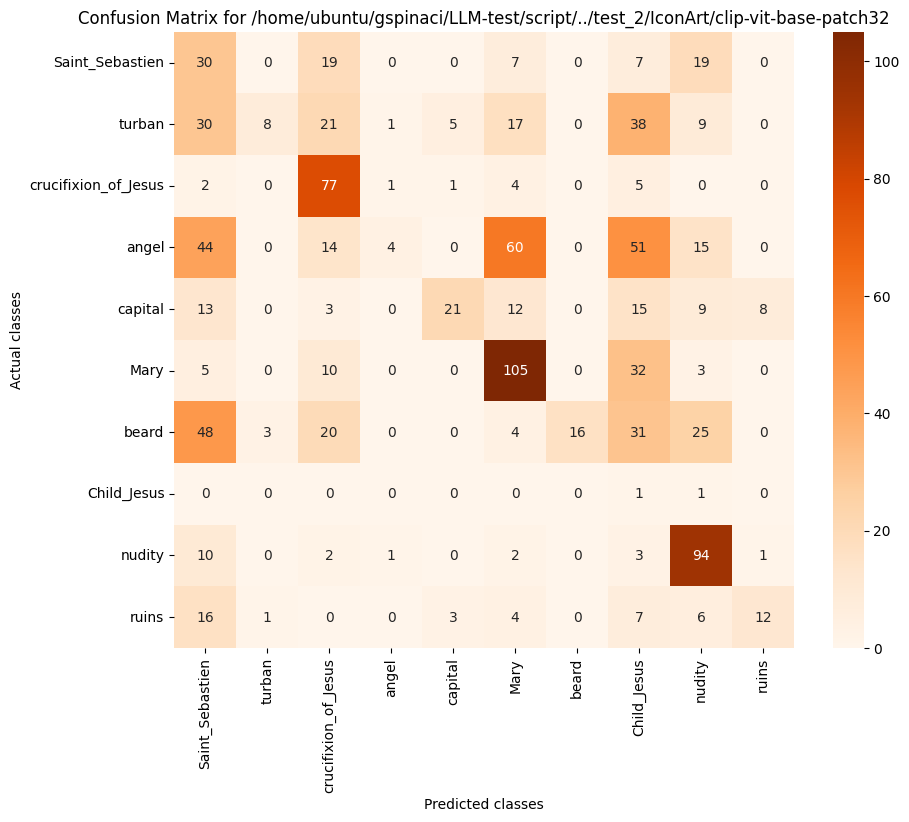 Confusion Matrix for /home/ubuntu/gspinaci/LLM-test/script/../test_2/IconArt/clip-vit-base-patch32
Saint_Sebastien 30 0 19 0 0 7 0 7 19 0
turban 30 8 21 1 5 17 0 38 9 0
crucifixion_of_Jesus 2 0 77 1 1 4 0 5 0 0
angel 44 0 14 4 0 60 0 51 15 0
capital 13 0 3 0 21 12 0 15 9 8
Mary 5 0 10 0 0 105 0 32 3 0
beard 48 3 20 0 0 4 16 31 25 0
Child_Jesus 0 0 0 0 0 0 0 1 1 0
nudity 10 0 2 1 0 2 0 3 94 1
ruins 16 1 0 0 3 4 0 7 6 12
Actual classes
Saint_Sebastien
turban
crucifixion_of_Jesus
angel
capital
Mary
beard
Child_Jesus
nudity
ruins
Predicted classes
100
80
60
40
20
0